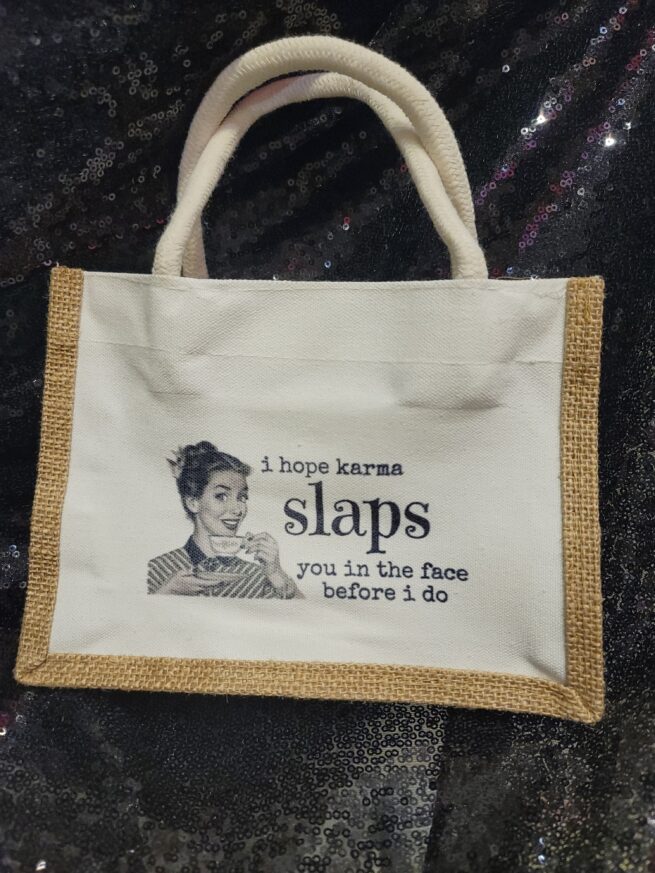 i hope karma
slaps
you in the face
before i do